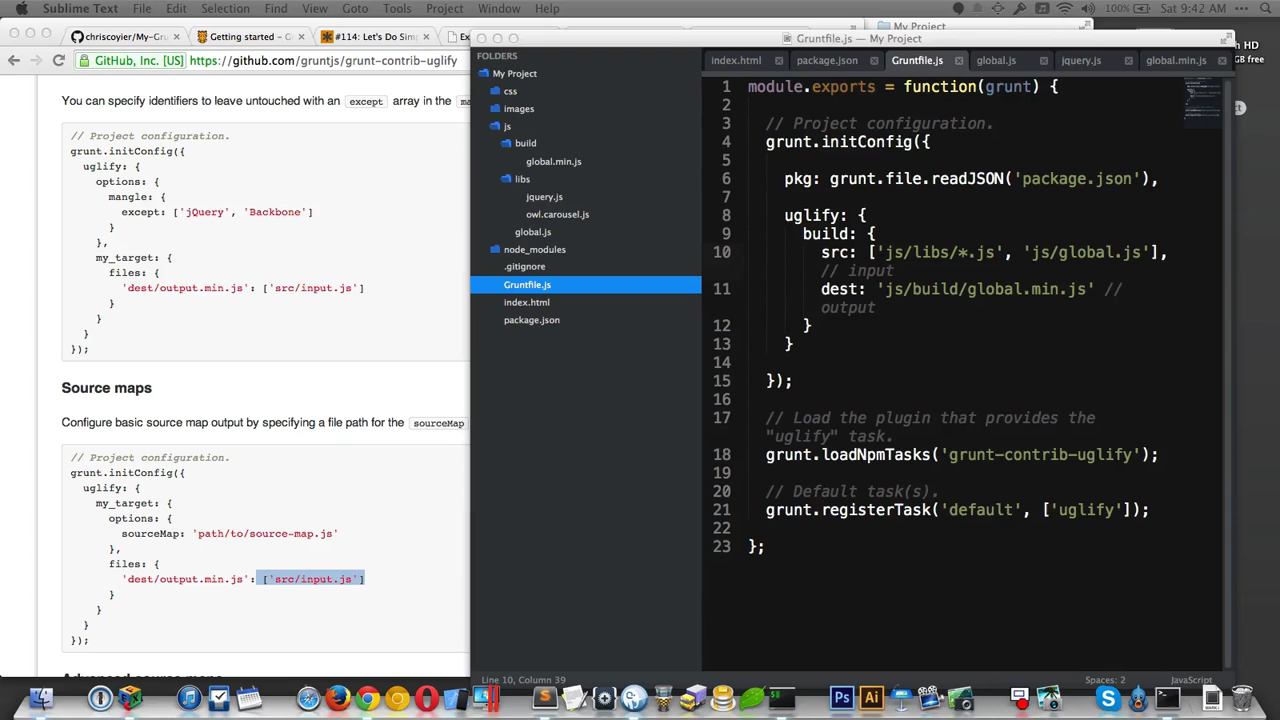 Sublime Text File Edit Selection Find View Goto Tools Project Window Help
100% Sat 9:42 AM
chriscoyier/My-Gr
Getting started –
#114: Let's Do Sim
Ex
GitHub, Inc. [US] https://github.com/gruntjs/grunt-contrib-uglify
You can specify identifiers to leave untouched with an except array in the
// Project configuration.
grunt.initConfig({
uglify: {
options: {
mangle: {
except: ['jQuery', 'Backbone']
}
},
my_target: {
files: {
'dest/output.min.js': ['src/input.js']
}
}
}
});
Source maps
Configure basic source map output by specifying a file path for the sourceMap
// Project configuration.
grunt.initConfig({
uglify: {
my_target: {
options: {
sourceMap: 'path/to/source-map.js'
},
files: {
'dest/output.min.js': ['src/input.js']
}
}
}
});
My Project
Gruntfile.js — My Project
FOLDERS
My Project
css
images
js
build
global.min.js
libs
jquery.js
owl.carousel.js
global.js
node_modules
.gitignore
Gruntfile.js
index.html
package.json
index.html
package.json
Gruntfile.js
global.js
jquery.js
global.min.js
1 module.exports = function(grunt) {
2
3 // Project configuration.
4 grunt.initConfig({
5
6 pkg: grunt.file.readJSON('package.json'),
7
8 uglify: {
9 build: {
10 src: ['js/libs/*.js', 'js/global.js'],
// input
11 dest: 'js/build/global.min.js' //
output
12 }
13 }
14
15 });
16
17 // Load the plugin that provides the
"uglify" task.
18 grunt.loadNpmTasks('grunt-contrib-uglify');
19
20 // Default task(s).
21 grunt.registerTask('default', ['uglify']);
22
23 };
Line 10, Column 39
Spaces: 2
JavaScript
HD
GB free
Ps
Ai